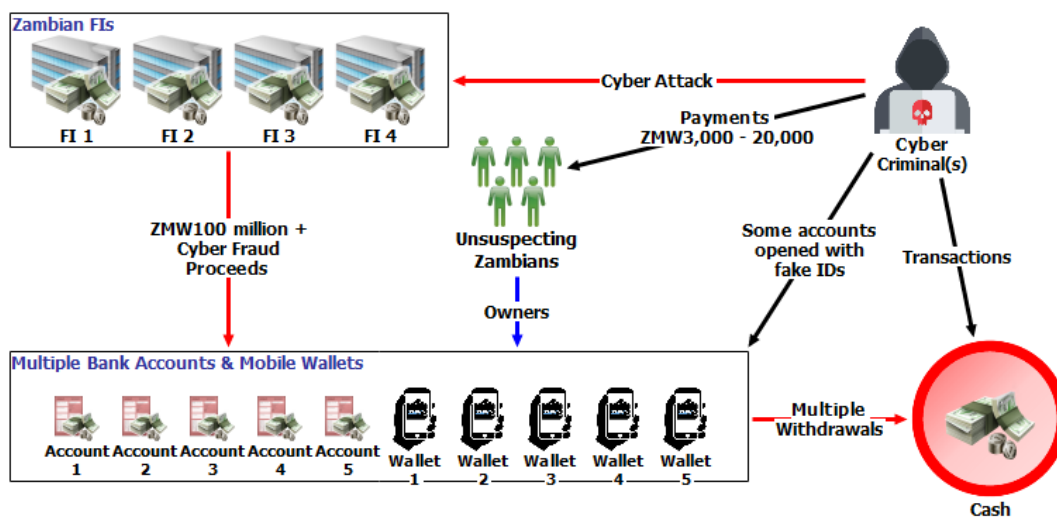 Zambian FIs
FI 1
FI 2
FI 3
FI 4
Cyber Attack
Payments
ZMW3,000 - 20,000
Cyber
Criminal(s)
Unsuspecting
Zambians
ZMW100 million +
Cyber Fraud
Proceeds
Some accounts
opened with
fake IDs
Transactions
Owners
Multiple Bank Accounts & Mobile Wallets
Account
1
Account
2
Account
3
Account
4
Account
5
Wallet
1
Wallet
2
Wallet
3
Wallet
4
Wallet
5
Multiple
Withdrawals
Cash